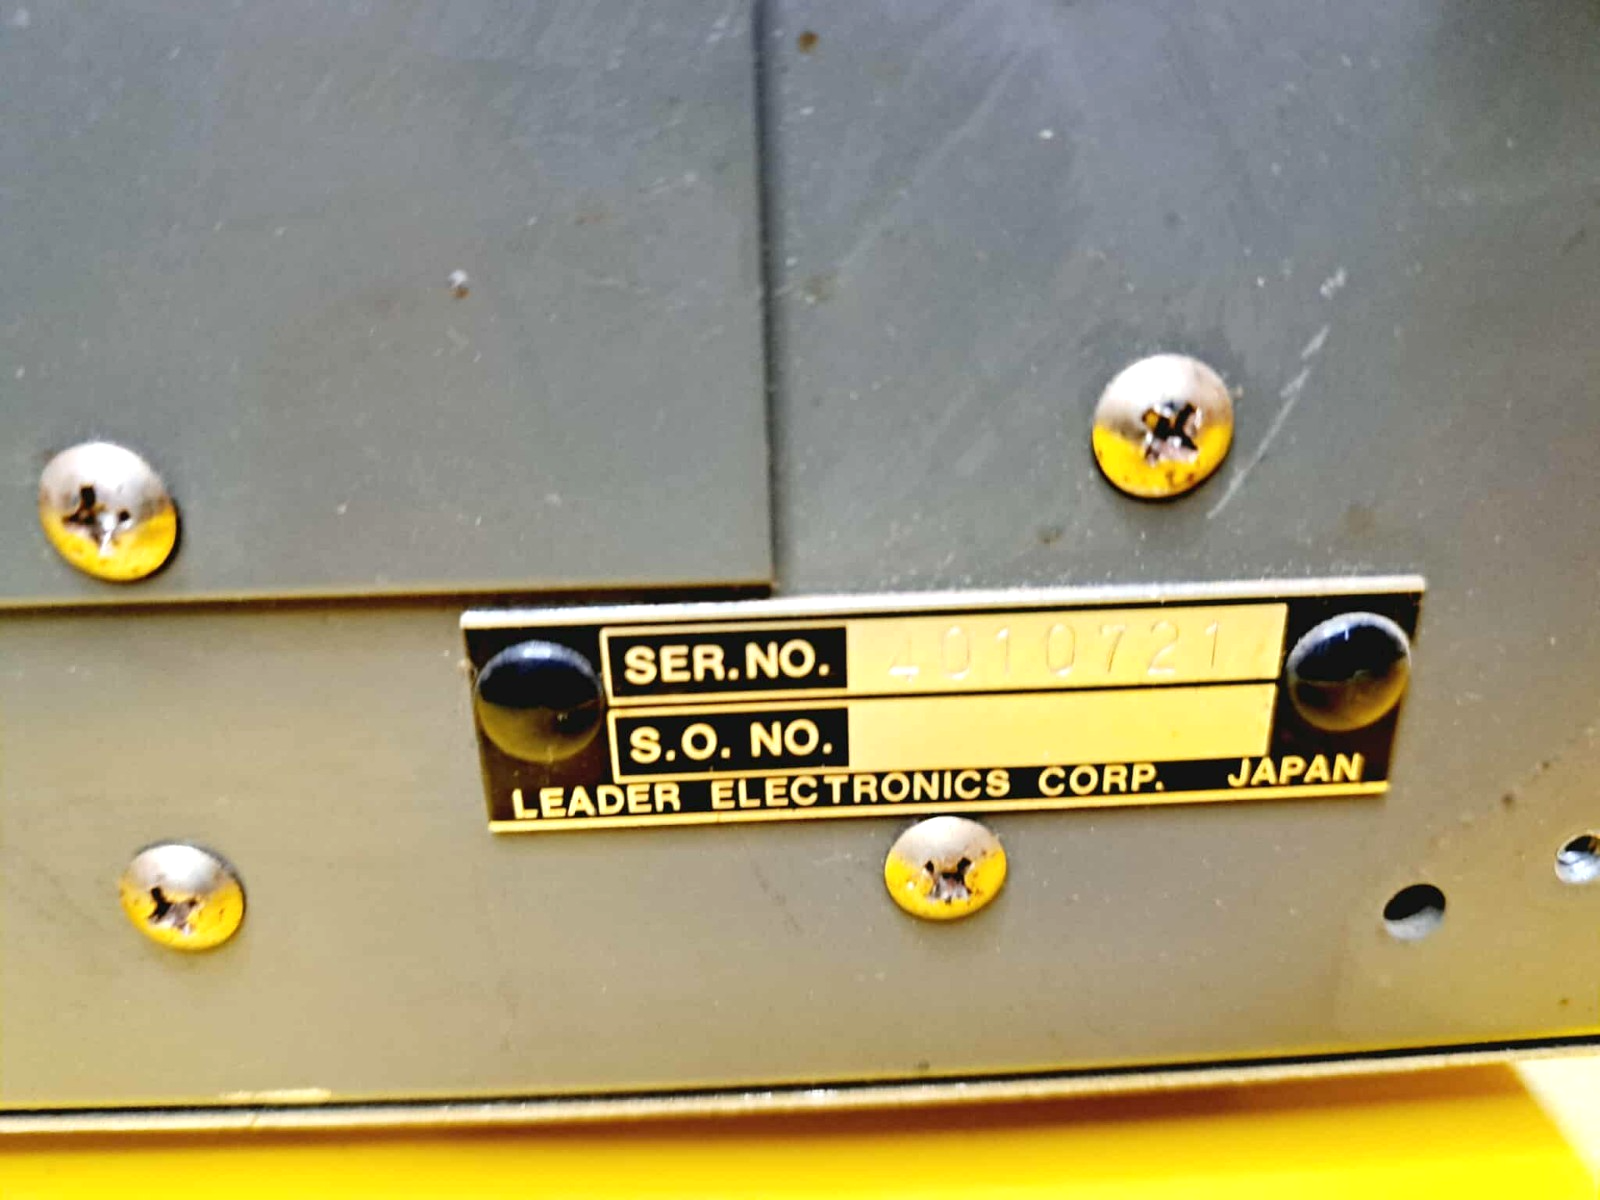 SER.NO. 4010721
S.O. NO.
LEADER ELECTRONICS CORP. JAPAN